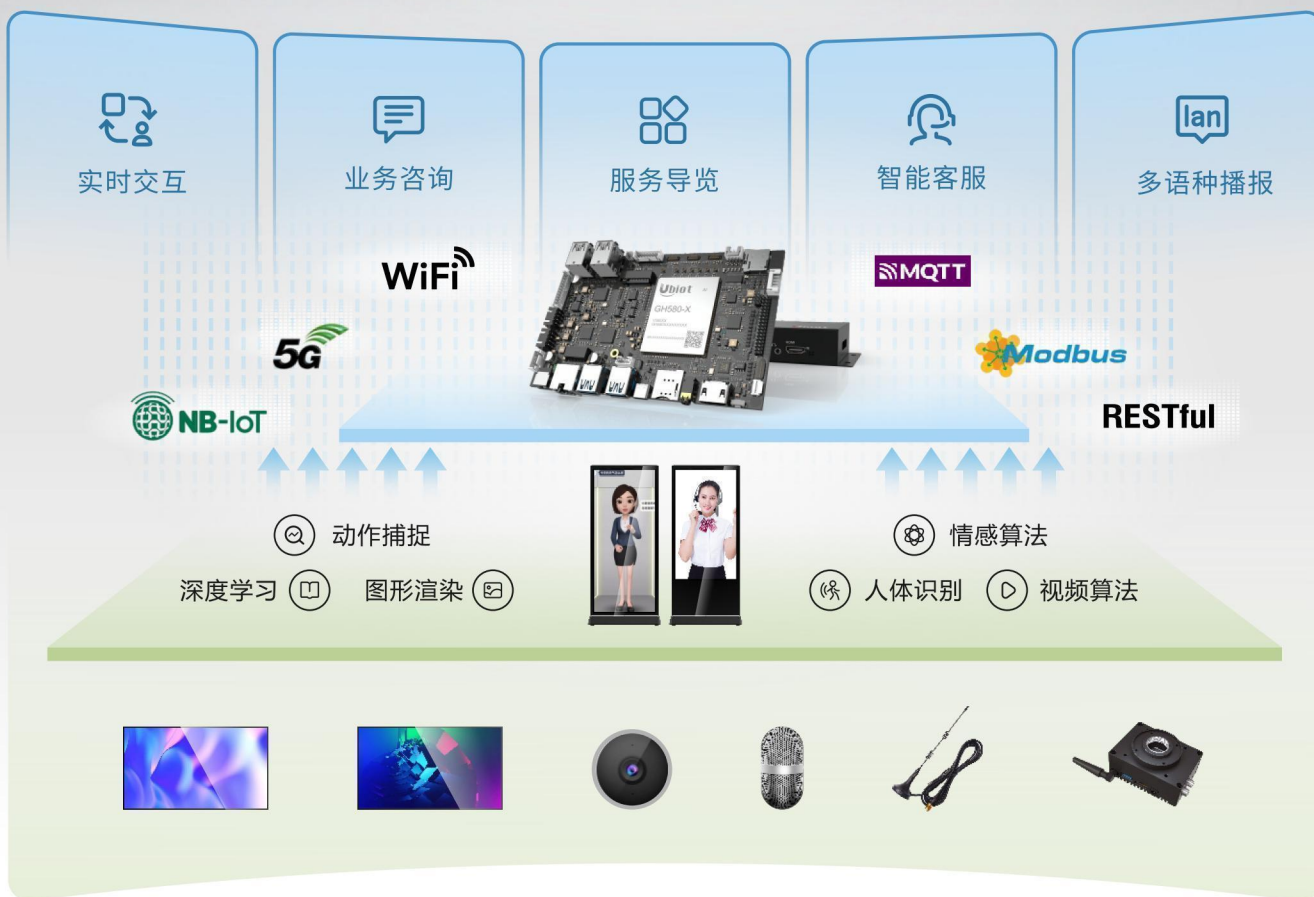 实时交互
业务咨询
服务导览
智能客服
lan
多语种播报
WiFi
MQTT
Ubiot
GH580-X
5G
Modbus
NB-IoT
RESTful
动作捕捉
情感算法
深度学习
图形渲染
人体识别
视频算法